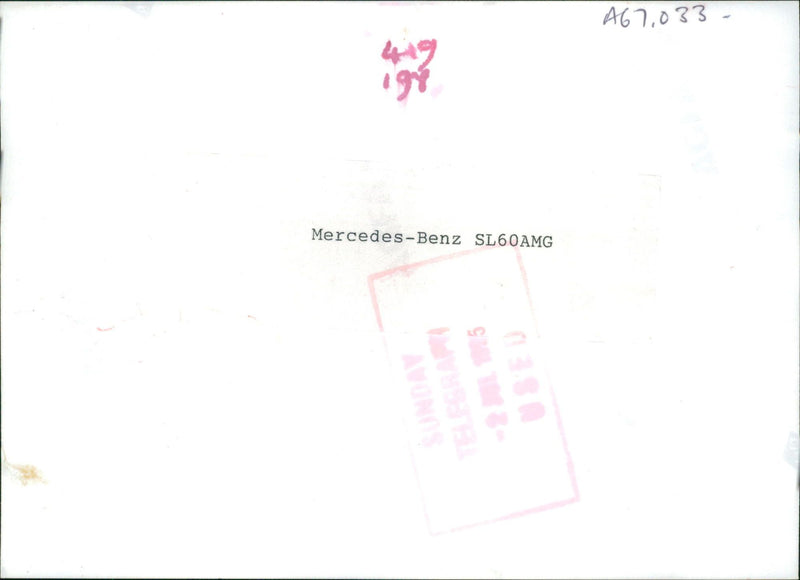 A67.033 -
419
198
Mercedes-Benz SL60AMG
SUNDAY
TELEGRAPH
-2 JUL 1995
USED